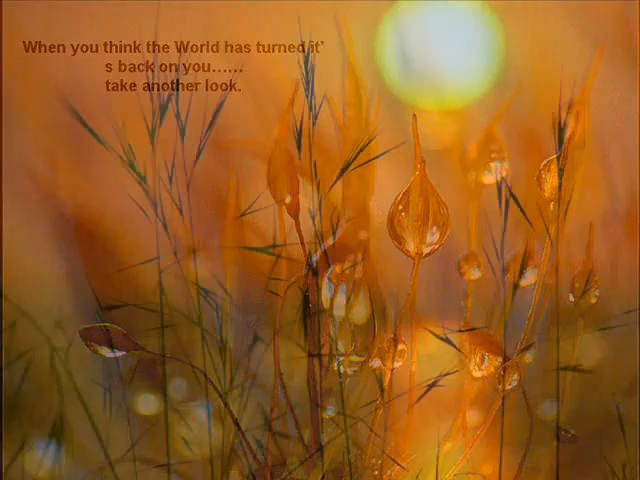 When you think the World has turned it'
s back on you......
take another look.